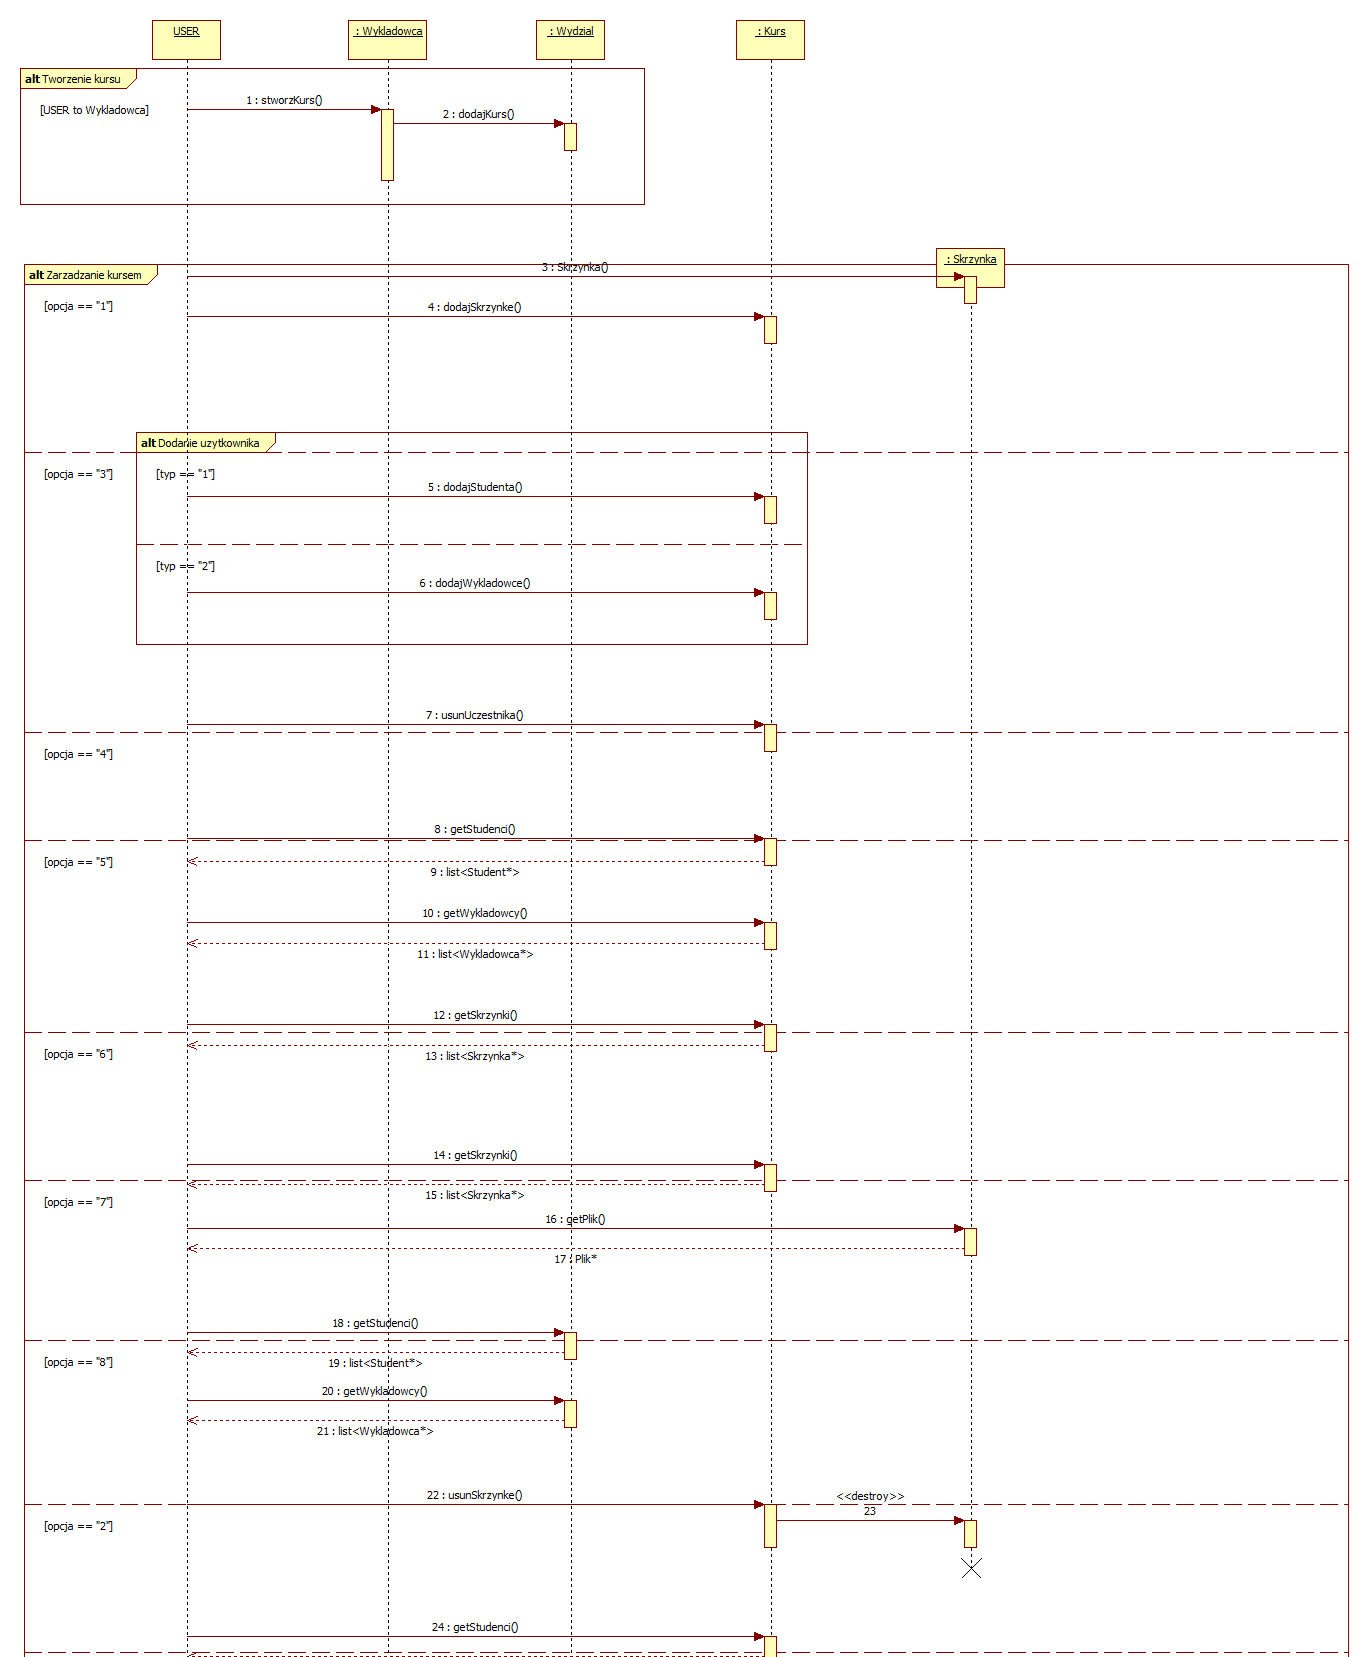 USER
: Wykladowca
: Wydzial
: Kurs
alt Tworzenie kursu
[USER to Wykladowca]
1 : stworzKurs()
2 : dodajKurs()
: Skrzynka
alt Zarzadzanie kursem
3 : Skrzynka()
[opcja == "1"]
4 : dodajSkrzynke()
alt Dodanie uzytkownika
[opcja == "3"]
[typ == "1"]
5 : dodajStudenta()
[typ == "2"]
6 : dodajWykladowce()
7 : usunUczestnika()
[opcja == "4"]
8 : getStudenci()
[opcja == "5"]
9 : list<Student*>
10 : getWykladowcy()
11 : list<Wykladowca*>
12 : getSkrzynki()
[opcja == "6"]
13 : list<Skrzynka*>
14 : getSkrzynki()
15 : list<Skrzynka*>
[opcja == "7"]
16 : getPlik()
17 : Plik*
18 : getStudenci()
[opcja == "8"]
19 : list<Student*>
20 : getWykladowcy()
21 : list<Wykladowca*>
22 : usunSkrzynke()
<<destroy>>
23
[opcja == "2"]
24 : getStudenci()